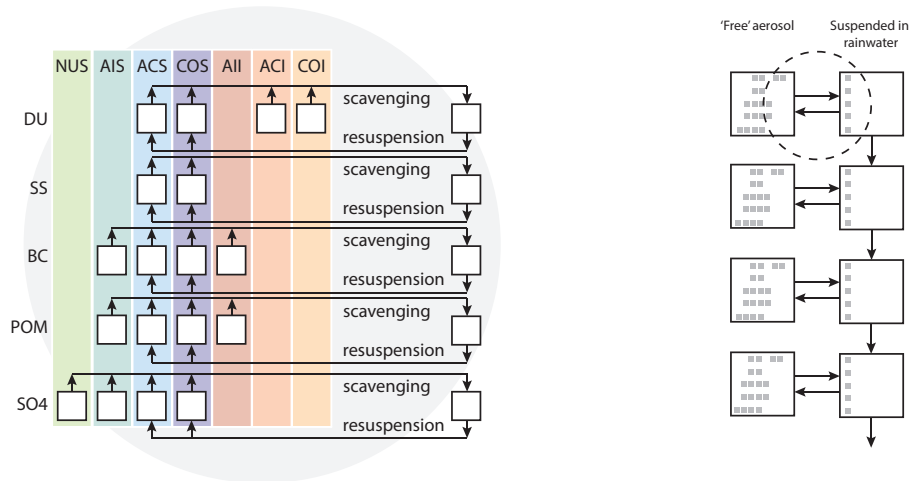 NUS AIS ACS COS AII ACI COI
DU
scavenging
resuspension
SS
scavenging
resuspension
BC
scavenging
resuspension
POM
scavenging
resuspension
SO4
scavenging
resuspension
'Free' aerosol
Suspended in
rainwater